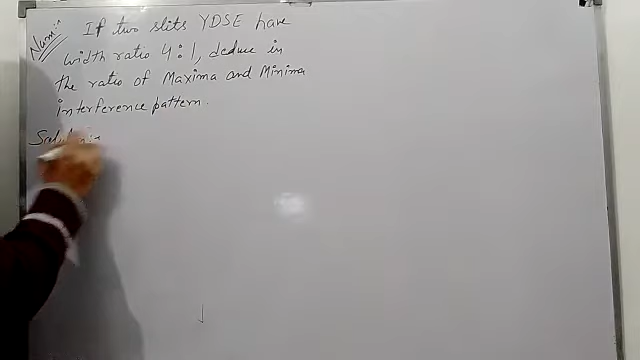 Num:- If two slits YDSE have
width ratio 4:1, deduce in
the ratio of Maxima and Minima
interference pattern.